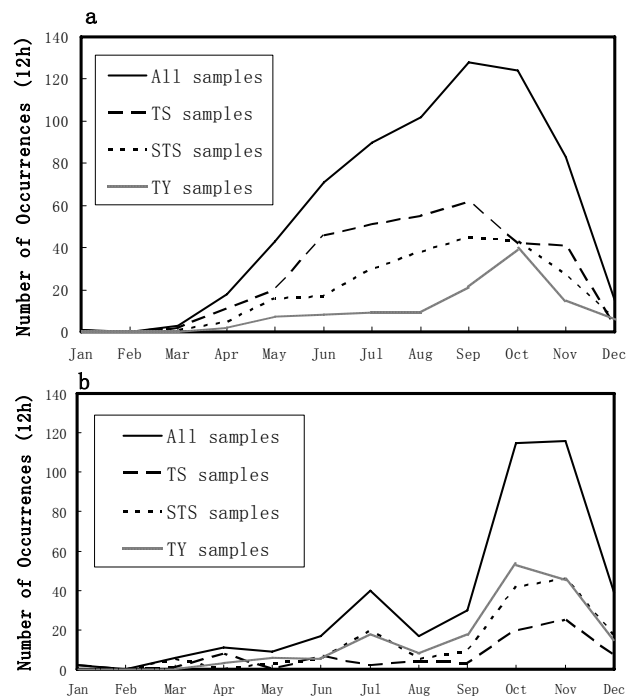 a
Number of Occurrences (12h)
140
120
100
80
60
40
20
0
All samples
TS samples
STS samples
TY samples
Jan Feb Mar Apr May Jun Jul Aug Sep Oct Nov Dec
b
Number of Occurrences (12h)
140
120
100
80
60
40
20
0
All samples
TS samples
STS samples
TY samples
Jan Feb Mar Apr May Jun Jul Aug Sep Oct Nov Dec